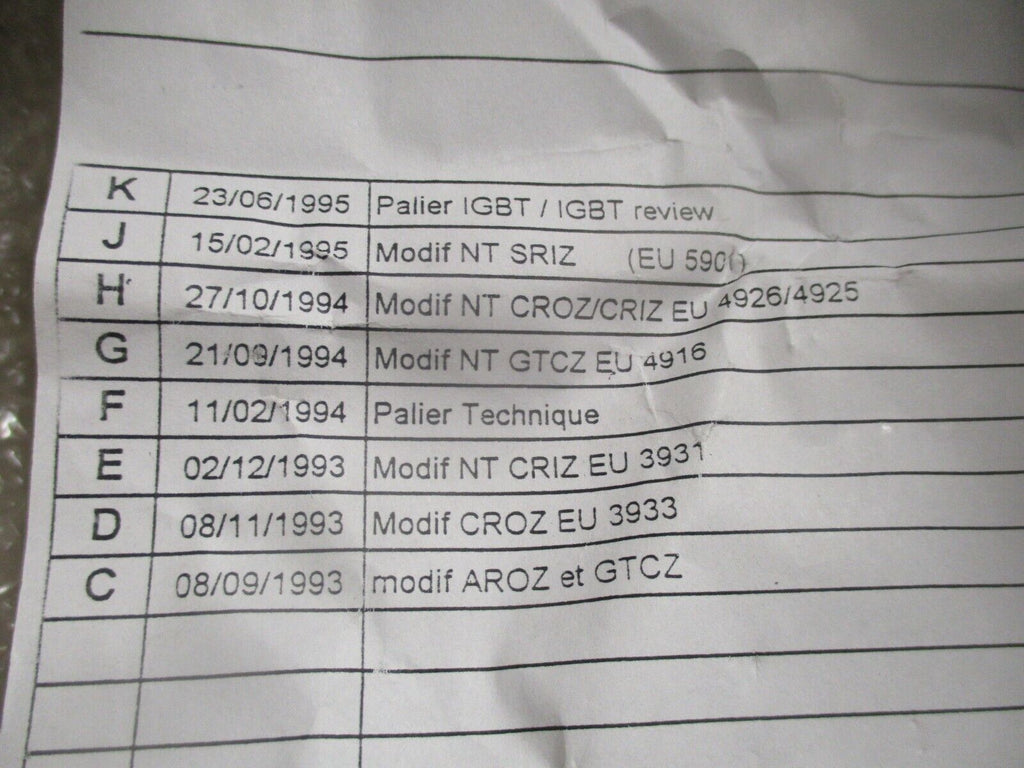 K 23/06/1995 Palier IGBT / IGBT review
J 15/02/1995 Modif NT SRIZ (EU
H 27/10/1994 Modif NT CROZ/CRIZ EU 4926/4925
G 21/09/1994 Modif NT GTCZ EU 4916
F 11/02/1994 Palier Technique
E 02/12/1993 Modif NT CRIZ EU 3931
D 08/11/1993 Modif CROZ EU 3933
C 08/09/1993 modif AROZ et GTCZ